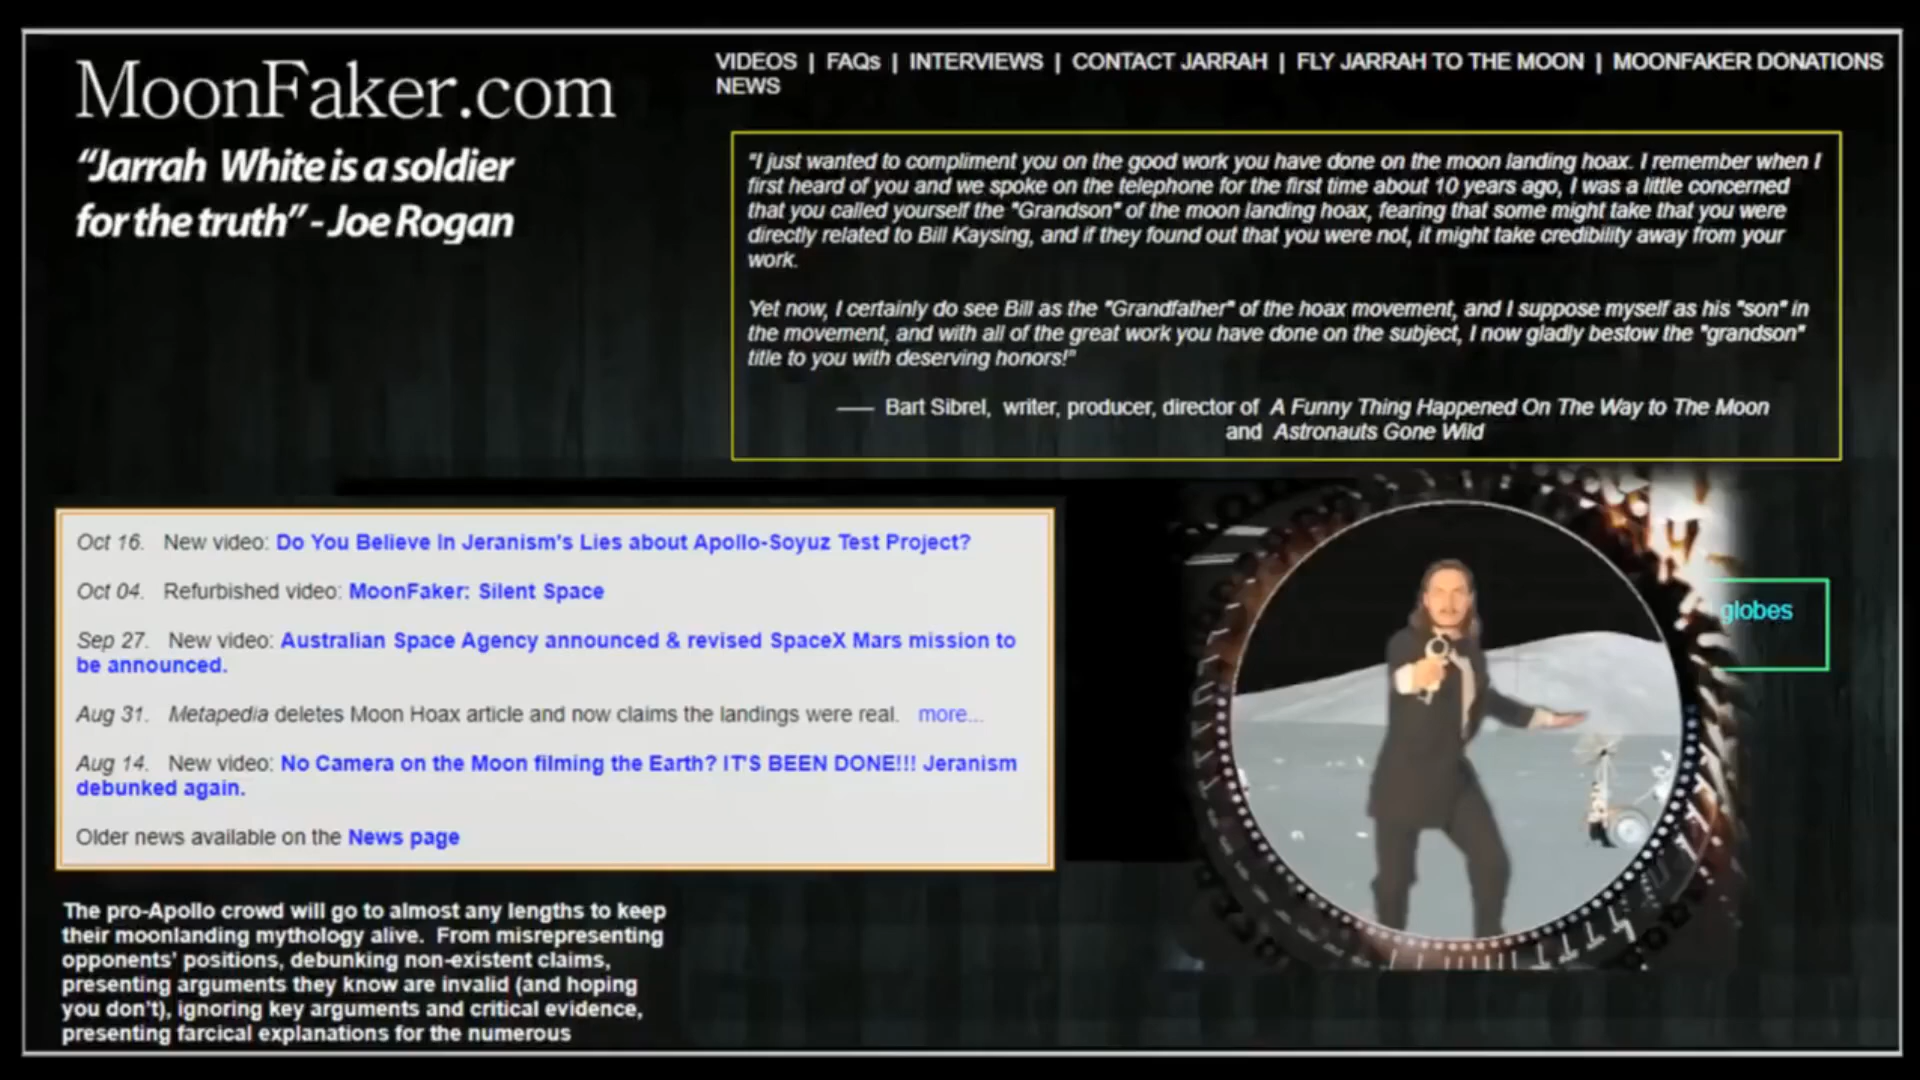 MoonFaker.com
"Jarrah White is a soldier
for the truth" - Joe Rogan
VIDEOS | FAQs | INTERVIEWS | CONTACT JARRAH | FLY JARRAH TO THE MOON | MOONFAKER DONATIONS
NEWS
"I just wanted to compliment you on the good work you have done on the moon landing hoax. I remember when I
first heard of you and we spoke on the telephone for the first time about 10 years ago, I was a little concerned
that you called yourself the "Grandson" of the moon landing hoax, fearing that some might take that you were
directly related to Bill Kaysing, and if they found out that you were not, it might take credibility away from your
work.
Yet now, I certainly do see Bill as the "Grandfather" of the hoax movement, and I suppose myself as his "son" in
the movement, and with all of the great work you have done on the subject, I now gladly bestow the "grandson"
title to you with deserving honors!"
—— Bart Sibrel, writer, producer, director of A Funny Thing Happened On The Way to The Moon
and Astronauts Gone Wild
Oct 16. New video: Do You Believe In Jeranism's Lies about Apollo-Soyuz Test Project?
Oct 04. Refurbished video: MoonFaker: Silent Space
Sep 27. New video: Australian Space Agency announced & revised SpaceX Mars mission to
be announced.
Aug 31. Metapedia deletes Moon Hoax article and now claims the landings were real. more...
Aug 14. New video: No Camera on the Moon filming the Earth? IT'S BEEN DONE!!! Jeranism
debunked again.
Older news available on the News page
globes
The pro-Apollo crowd will go to almost any lengths to keep
their moonlanding mythology alive. From misrepresenting
opponents' positions, debunking non-existent claims,
presenting arguments they know are invalid (and hoping
you don't), ignoring key arguments and critical evidence,
presenting farcical explanations for the numerous